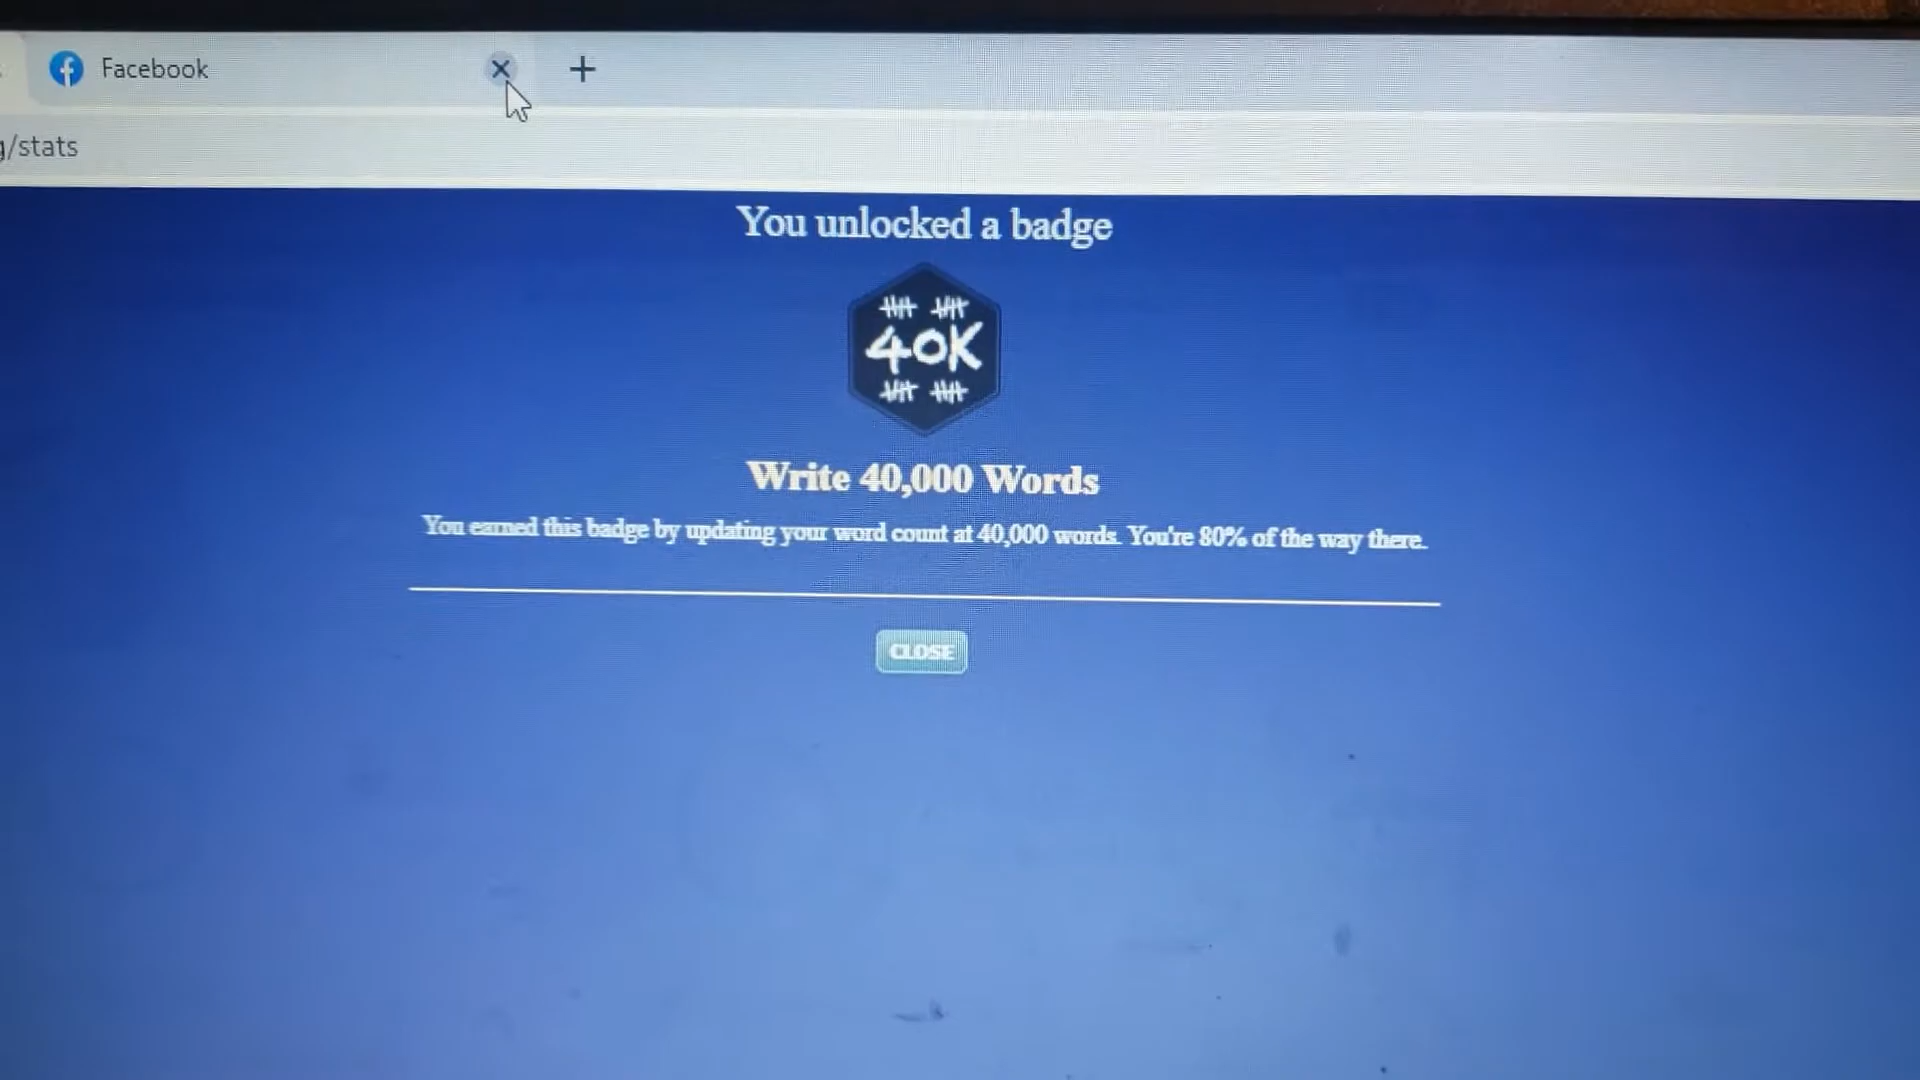 Facebook
/stats
You unlocked a badge
40K
Write 40,000 Words
You earned this badge by updating your word count at 40,000 words. You're 80% of the way there.
CLOSE